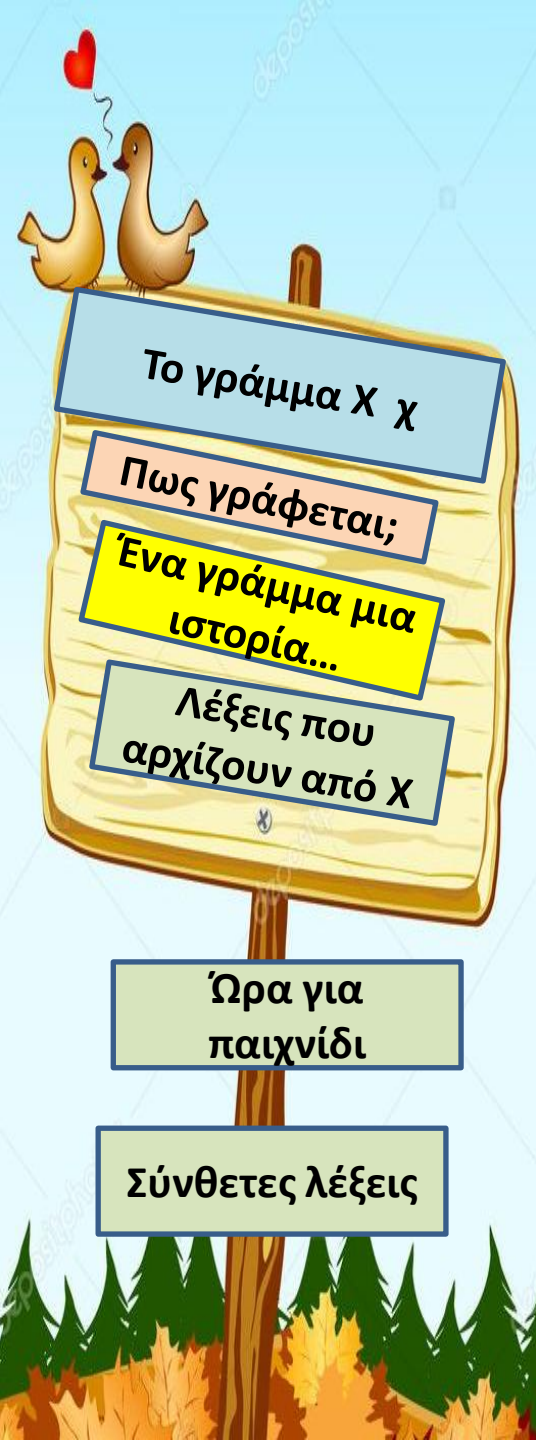 Το γράμμα Χ χ
Πως γράφεται;
Ένα γράμμα μια
ιστορία...
Λέξεις που
αρχίζουν από Χ
Ώρα για
παιχνίδι
Σύνθετες λέξεις